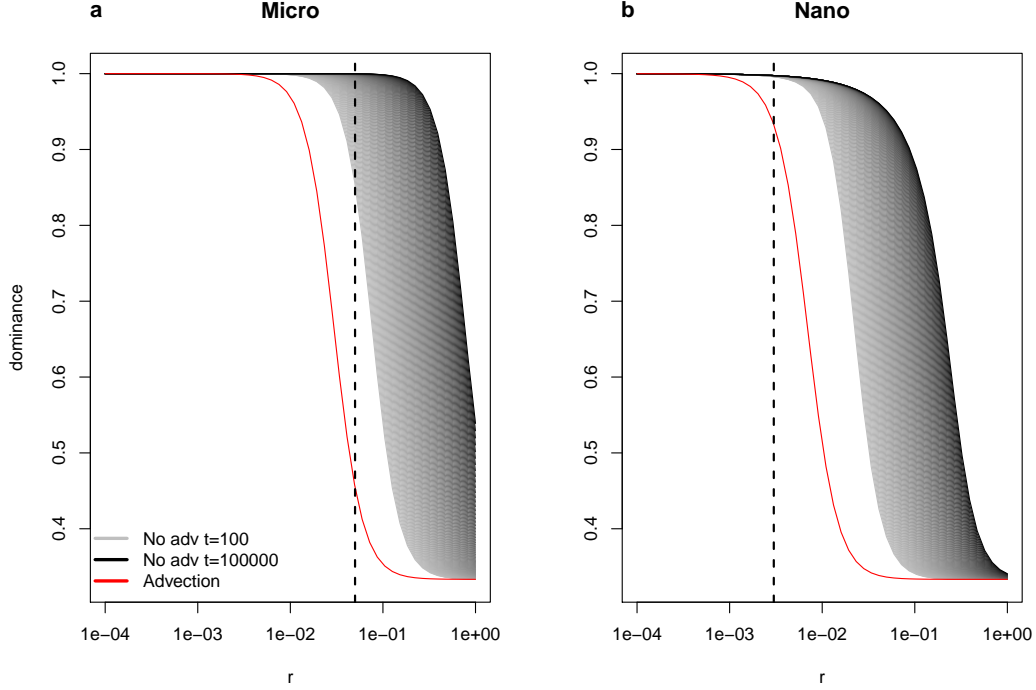 a Micro
b Nano
dominance
1.0
0.9
0.8
0.7
0.6
0.5
0.4
No adv t=100
No adv t=100000
Advection
1e−04 1e−03 1e−02 1e−01 1e+00
r
1.0
0.9
0.8
0.7
0.6
0.5
0.4
1e−04 1e−03 1e−02 1e−01 1e+00
r